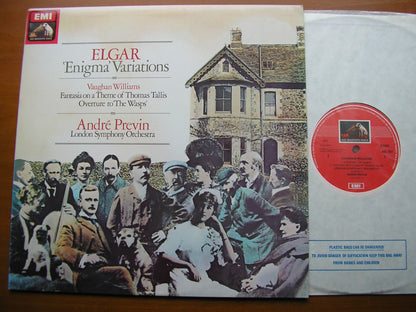 EMI
ELGAR
'Enigma' Variations
Vaughan Williams
Fantasia on a Theme of Thomas Tallis
Overture to 'The Wasps'
André Previn
London Symphony Orchestra
EMI
PLASTIC BAGS CAN BE DANGEROUS
TO AVOID DANGER OF SUFFOCATION KEEP THIS BAG AWAY
FROM BABIES AND CHILDREN